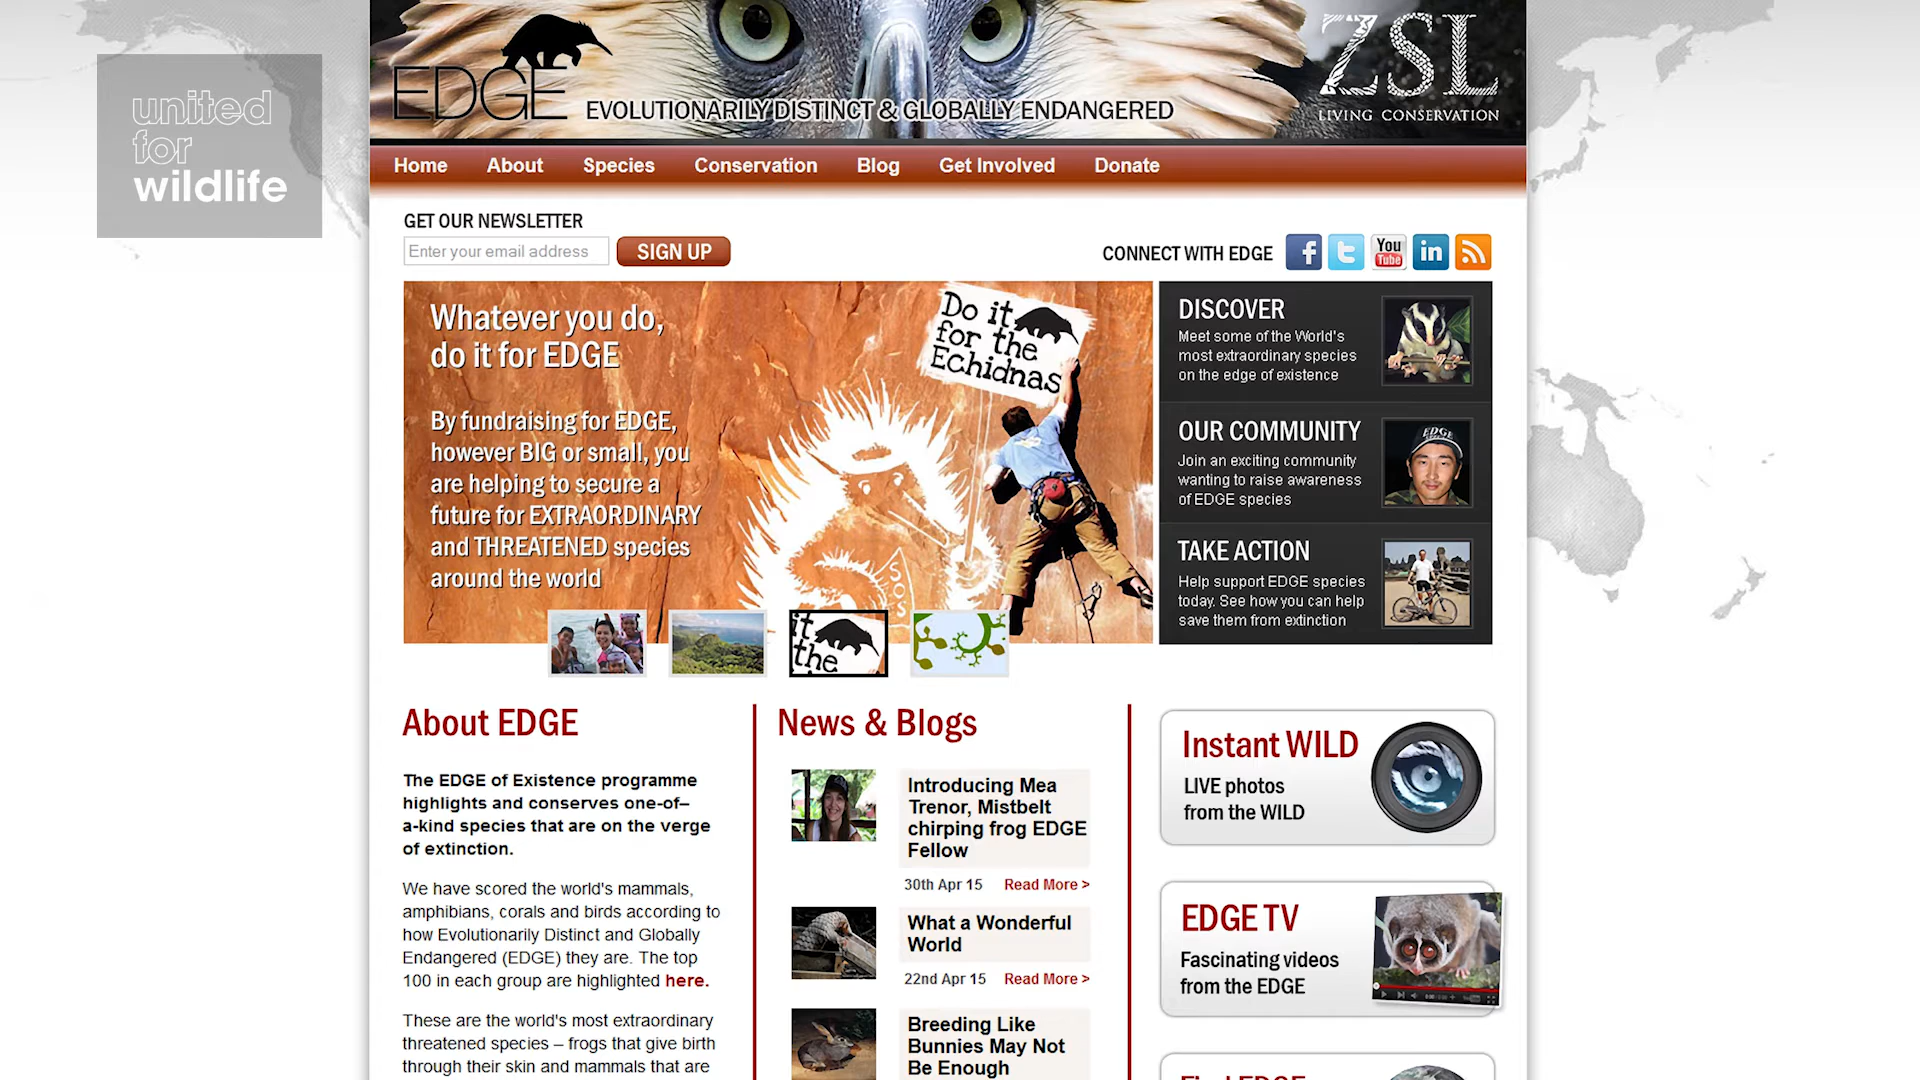 united
for
wildlife
EDGE
EVOLUTIONARILY DISTINCT & GLOBALLY ENDANGERED
ZSL
LIVING CONSERVATION
Home About Species Conservation Blog Get Involved Donate
GET OUR NEWSLETTER
Enter your email address SIGN UP
CONNECT WITH EDGE
You
Tube
in
Whatever you do,
do it for EDGE
By fundraising for EDGE,
however BIG or small, you
are helping to secure a
future for EXTRAORDINARY
and THREATENED species
around the world
Do it
for the
Echidnas
SOS
it
the
DISCOVER
Meet some of the World's
most extraordinary species
on the edge of existence
OUR COMMUNITY
Join an exciting community
wanting to raise awareness
of EDGE species
EDGE
TAKE ACTION
Help support EDGE species
today. See how you can help
save them from extinction
About EDGE
The EDGE of Existence programme
highlights and conserves one-of–
a-kind species that are on the verge
of extinction.
We have scored the world's mammals,
amphibians, corals and birds according to
how Evolutionarily Distinct and Globally
Endangered (EDGE) they are. The top
100 in each group are highlighted here.
These are the world's most extraordinary
threatened species – frogs that give birth
through their skin and mammals that are
News & Blogs
Introducing Mea
Trenor, Mistbelt
chirping frog EDGE
Fellow
30th Apr 15 Read More >
What a Wonderful
World
22nd Apr 15 Read More >
Breeding Like
Bunnies May Not
Be Enough
Instant WILD
LIVE photos
from the WILD
EDGE TV
Fascinating videos
from the EDGE